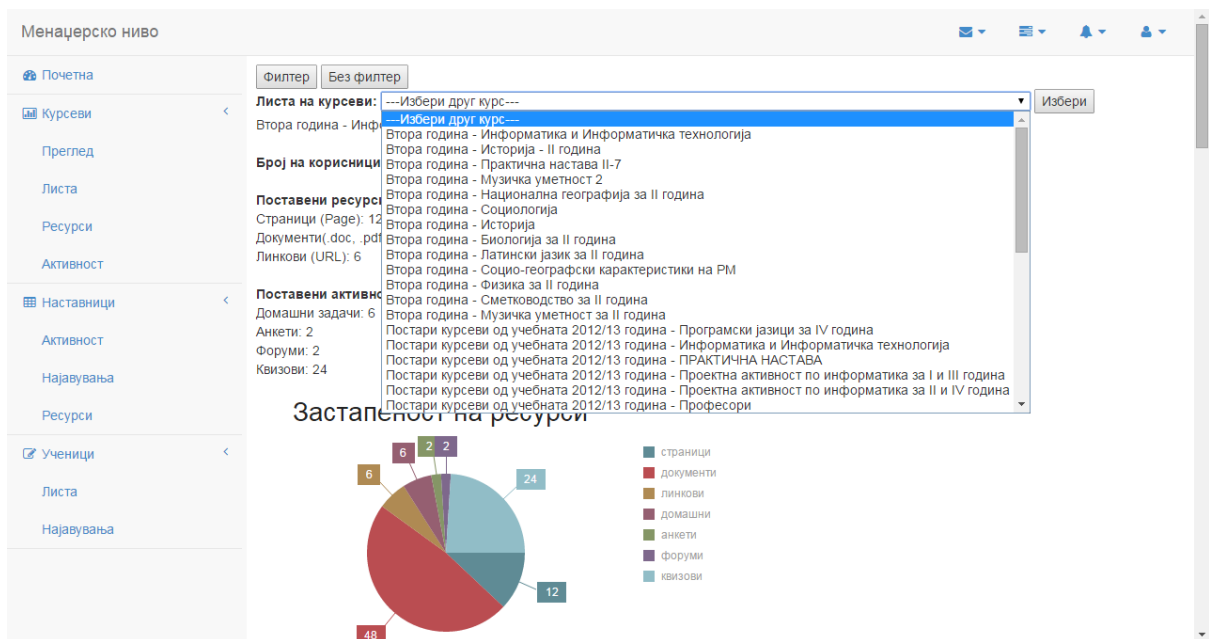 Менаџерско ниво
Почетна
Курсеви
Преглед
Листа
Ресурси
Активност
Наставници
Активност
Најавувања
Ресурси
Ученици
Листа
Најавувања
Филтер Без филтер
Листа на курсеви: ---Избери друг курс--- Избери
Втора година -
---Избери друг курс---
Втора година - Информатика и Информатичка технологија
Втора година - Историја - II година
Втора година - Практична настава II-7
Втора година - Музичка уметност 2
Втора година - Национална географија за II година
Втора година - Социологија
Втора година - Историја
Втора година - Биологија за II година
Втора година - Латински јазик за II година
Втора година - Социо-географски карактеристики на РМ
Втора година - Физика за II година
Втора година - Сметководство за II година
Втора година - Музичка уметност за II година
Постари курсеви од учебната 2012/13 година - Програмски јазици за IV година
Постари курсеви од учебната 2012/13 година - Информатика и Информатичка технологија
Постари курсеви од учебната 2012/13 година - ПРАКТИЧНА НАСТАВА
Постари курсеви од учебната 2012/13 година - Проектна активност по информатика за I и III година
Постари курсеви од учебната 2012/13 година - Проектна активност по информатика за II и IV година
Постари курсеви од учебната 2012/13 година - Професори
Број на корисници
Поставени
Страници (Page): 12
Документи(.doc, .pdf
Линкови (URL): 6
Поставени
Домашни задачи: 6
Анкети: 2
Форуми: 2
Квизови: 24
Застапеност на ресурси
6 2 2
6 24
12
48
страници
документи
линкови
домашни
анкети
форуми
квизови